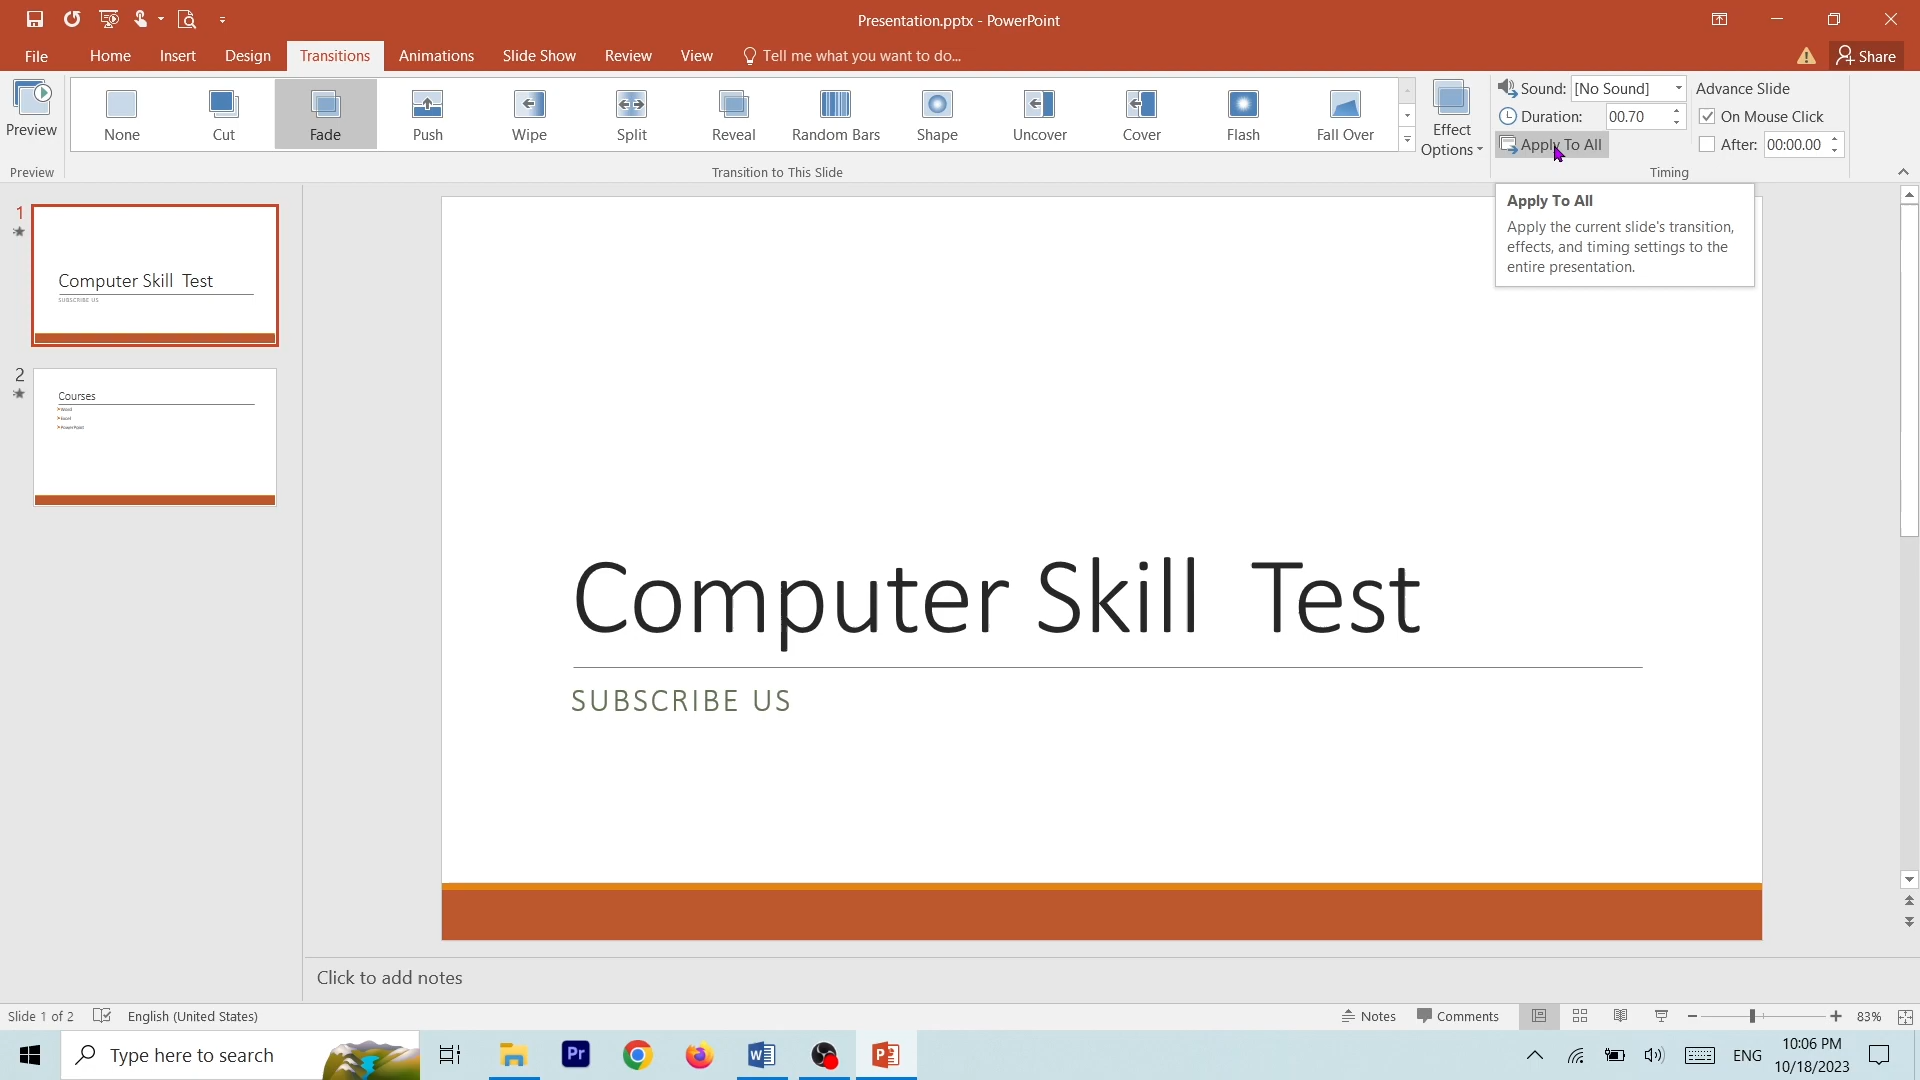 Presentation.pptx - PowerPoint
File Home Insert Design Transitions Animations Slide Show Review View Tell me what you want to do... Share
Preview
None Cut Fade Push Wipe Split Reveal Random Bars Shape Uncover Cover Flash Fall Over
Effect Options
Sound: [No Sound]
Duration: 00.70
Apply To All
Advance Slide
On Mouse Click
After: 00:00.00
Preview Transition to This Slide Timing
Apply To All
Apply the current slide's transition,
effects, and timing settings to the
entire presentation.
1
Computer Skill  Test
SUBSCRIBE US
2
Courses
Word
Excel
PowerPoint
Computer Skill  Test
SUBSCRIBE US
Click to add notes
Slide 1 of 2 English (United States) Notes Comments 83%
Type here to search Pr ENG 10:06 PM
10/18/2023